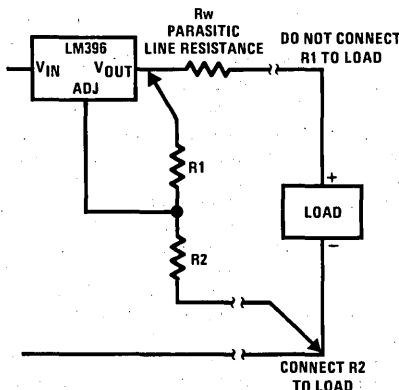 Rw
PARASITIC
LINE RESISTANCE
DO NOT CONNECT
R1 TO LOAD
LM396
VIN
VOUT
ADJ
R1
+
LOAD
−
R2
CONNECT R2
TO LOAD